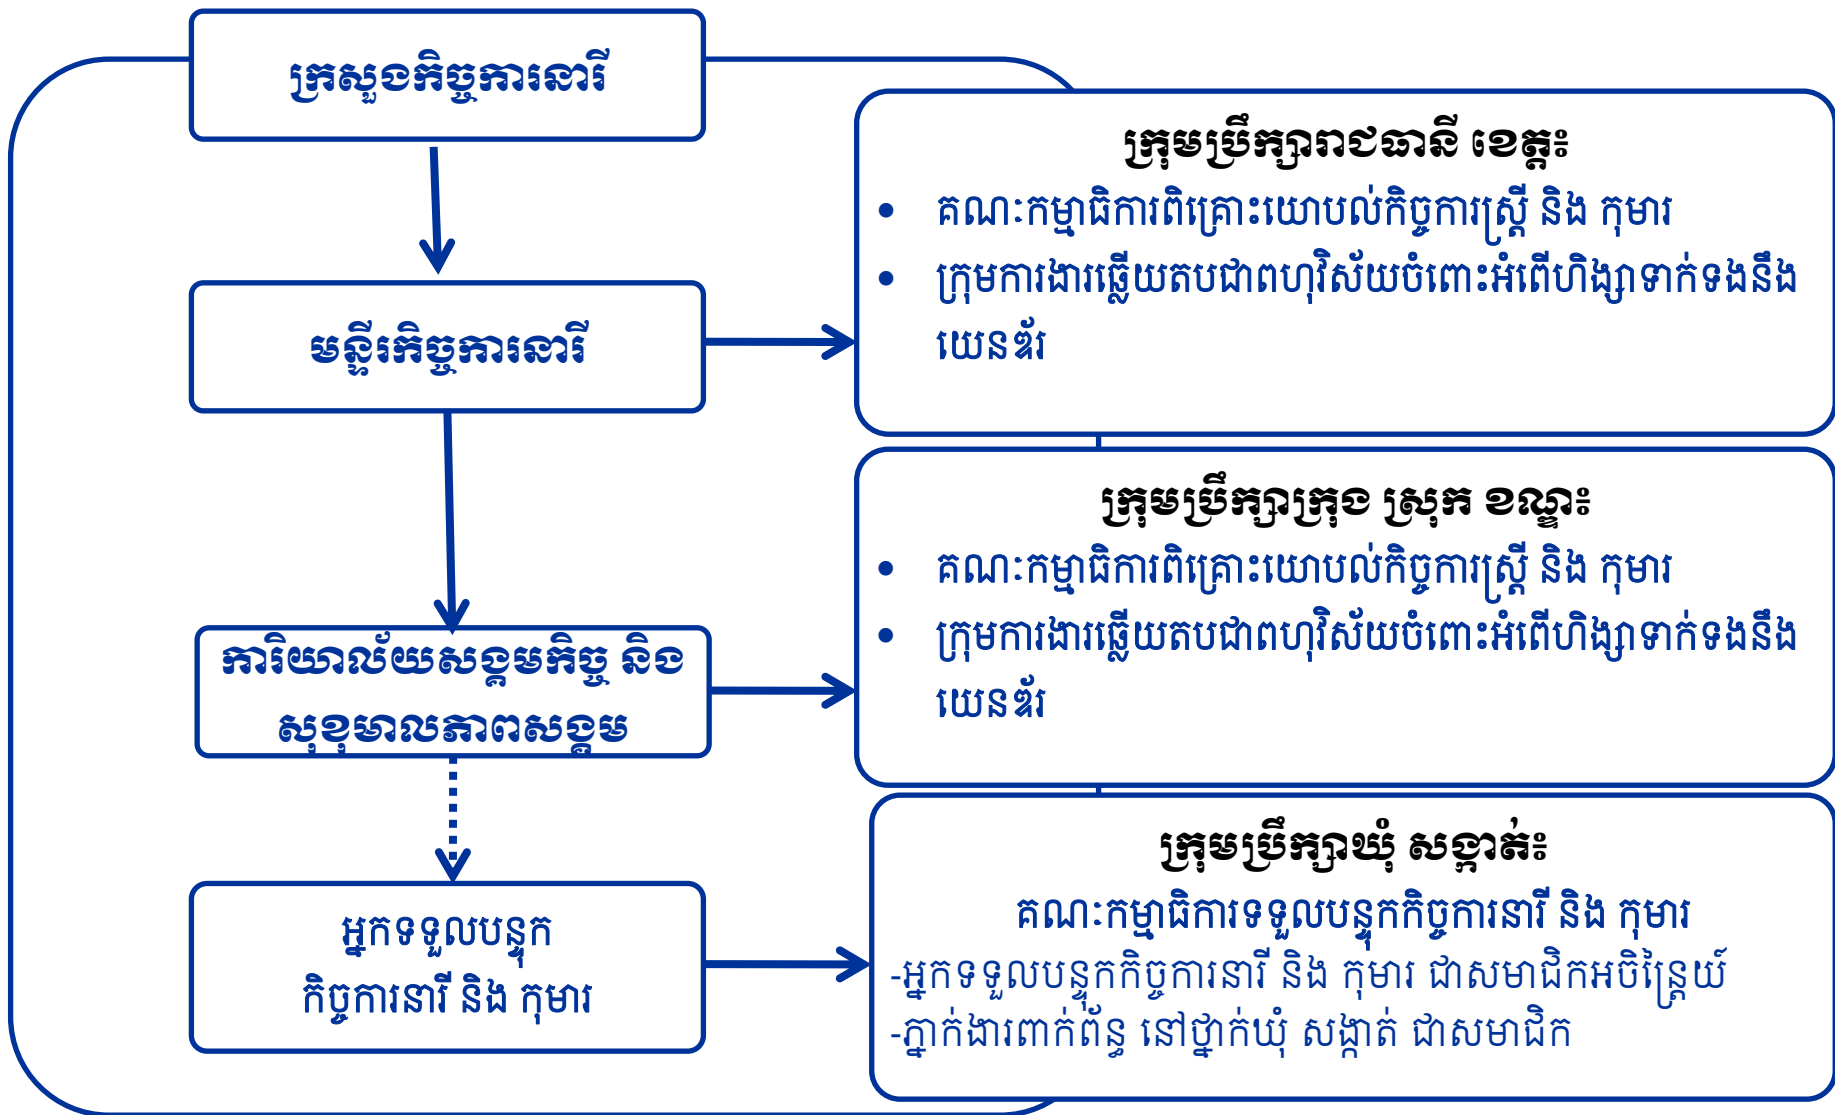 ក្រសួងកិច្ចការនារី
មន្ទីរកិច្ចការនារី
ការិយាល័យសង្គមកិច្ច និង
សុខុមាលភាពសង្គម
អ្នកទទួលបន្ទុក
កិច្ចការនារី និង កុមារ
ក្រុមប្រឹក្សារាជធានី ខេត្ត៖
• គណៈកម្មាធិការពិគ្រោះយោបល់កិច្ចការស្ត្រី និង កុមារ
• ក្រុមការងារឆ្លើយតបជាពហុវិស័យចំពោះអំពើហិង្សាទាក់ទងនឹង
យេនឌ័រ
ក្រុមប្រឹក្សាក្រុង ស្រុក ខណ្ឌ៖
• គណៈកម្មាធិការពិគ្រោះយោបល់កិច្ចការស្ត្រី និង កុមារ
• ក្រុមការងារឆ្លើយតបជាពហុវិស័យចំពោះអំពើហិង្សាទាក់ទងនឹង
យេនឌ័រ
ក្រុមប្រឹក្សាឃុំ សង្កាត់៖
គណៈកម្មាធិការទទួលបន្ទុកកិច្ចការនារី និង កុមារ
-អ្នកទទួលបន្ទុកកិច្ចការនារី និង កុមារ ជាសមាជិកអចិន្ត្រៃយ៍
-ភ្នាក់ងារពាក់ព័ន្ធ នៅថ្នាក់ឃុំ សង្កាត់ ជាសមាជិក